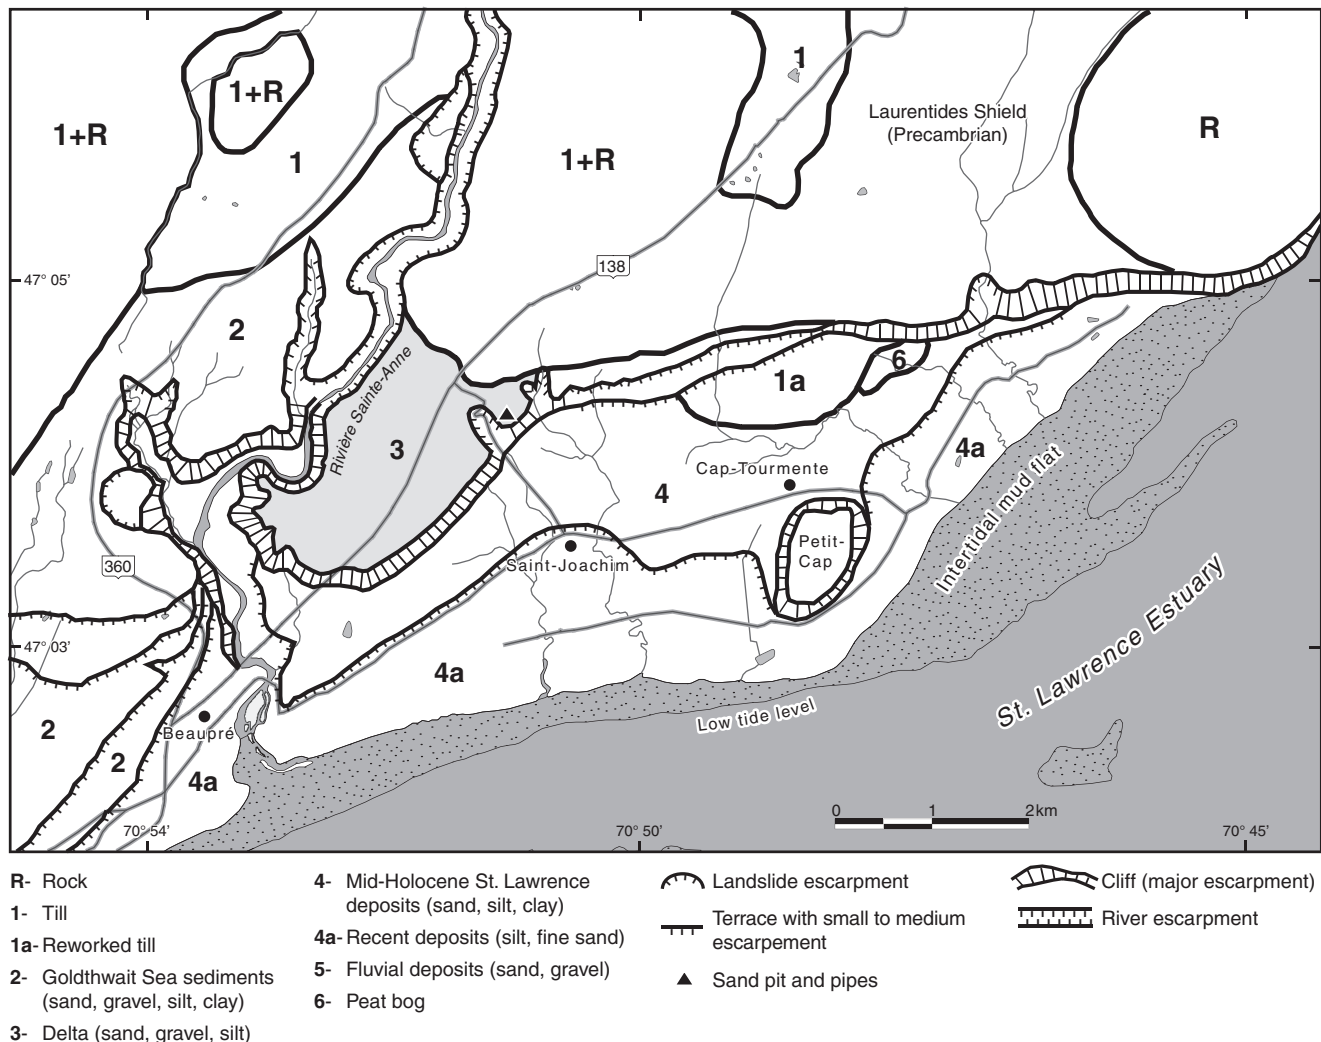 1+R
1+R
1
1+R
1
Laurentides Shield
(Precambrian)
R
47° 05'
138
2
Rivière Sainte-Anne
3
1a
6
4a
Cap-Tourmente
4
Petit-
Cap
Saint-Joachim
360
Intertidal mud flat
St. Lawrence Estuary
47° 03'
4a
2
Beaupré
2
4a
Low tide level
0 1 2km
70° 54'
70° 50'
70° 45'
R- Rock
1- Till
1a- Reworked till
2- Goldthwait Sea sediments
(sand, gravel, silt, clay)
3- Delta (sand, gravel, silt)
4- Mid-Holocene St. Lawrence
deposits (sand, silt, clay)
4a- Recent deposits (silt, fine sand)
5- Fluvial deposits (sand, gravel)
6- Peat bog
Landslide escarpment
Terrace with small to medium
escarpement
Sand pit and pipes
Cliff (major escarpment)
River escarpment